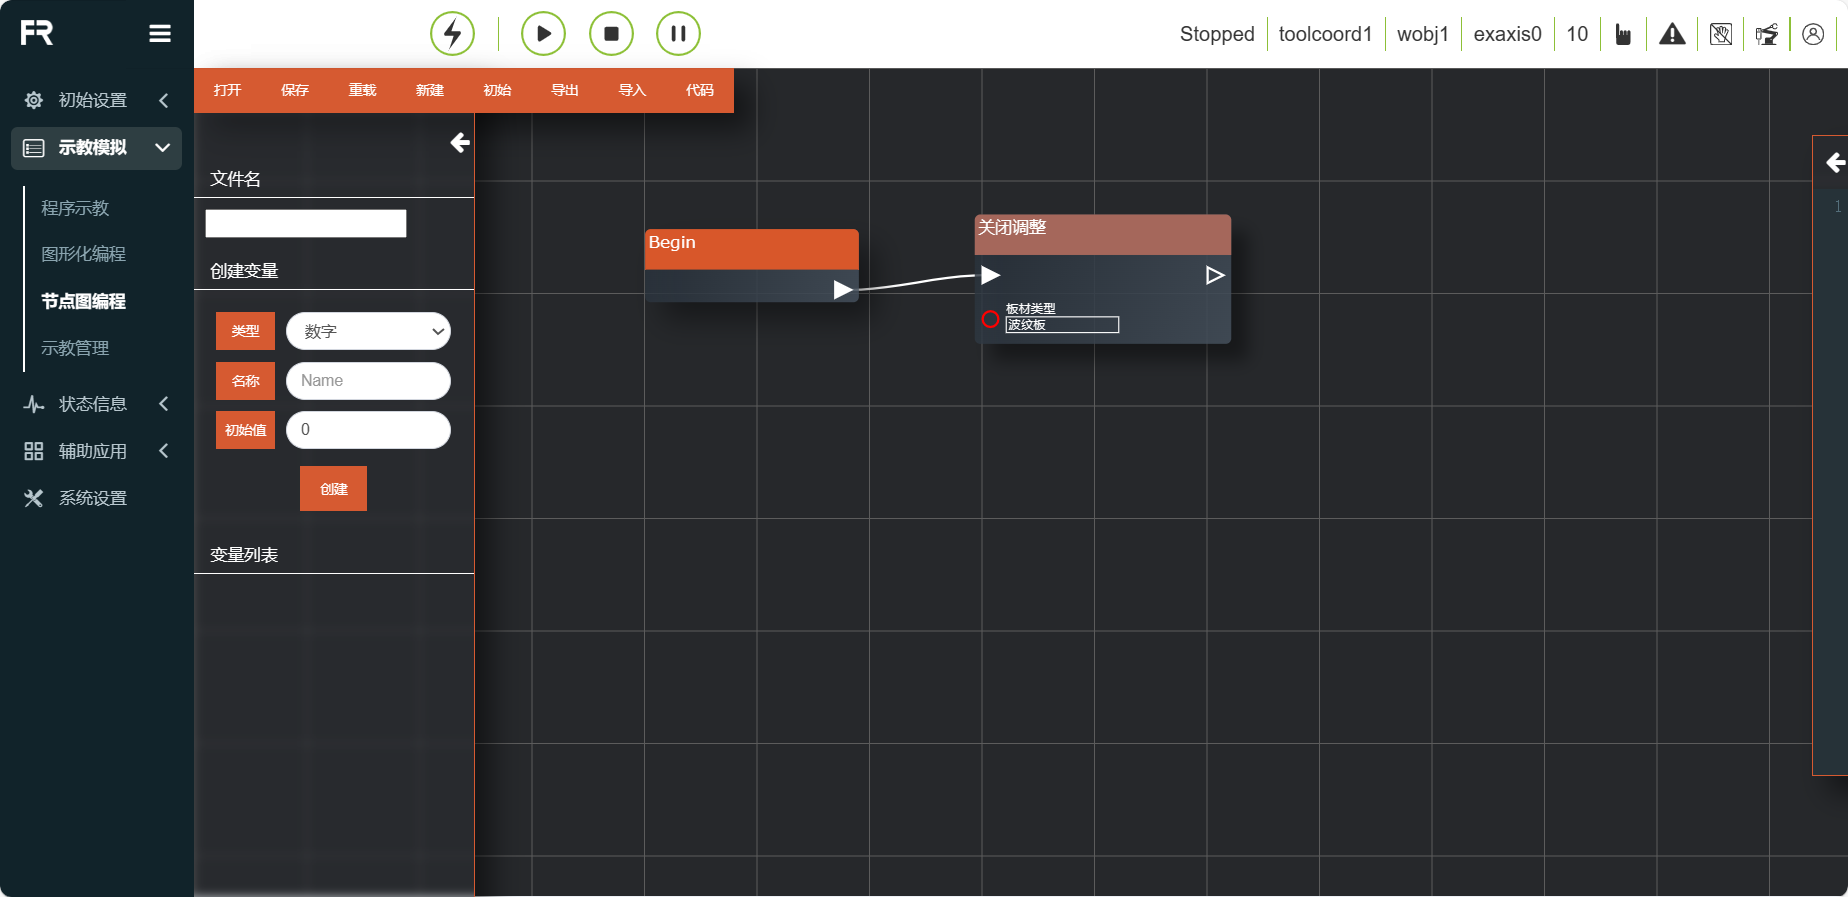 FR
Stopped
toolcoord1
wobj1
exaxis0
10
初始设置
示教模拟
程序示教
图形化编程
节点图编程
示教管理
状态信息
辅助应用
系统设置
打开
保存
重载
新建
初始
导出
导入
代码
文件名
创建变量
类型
数字
名称
Name
初始值
0
创建
变量列表
Begin
关闭调整
板材类型
波纹板
1